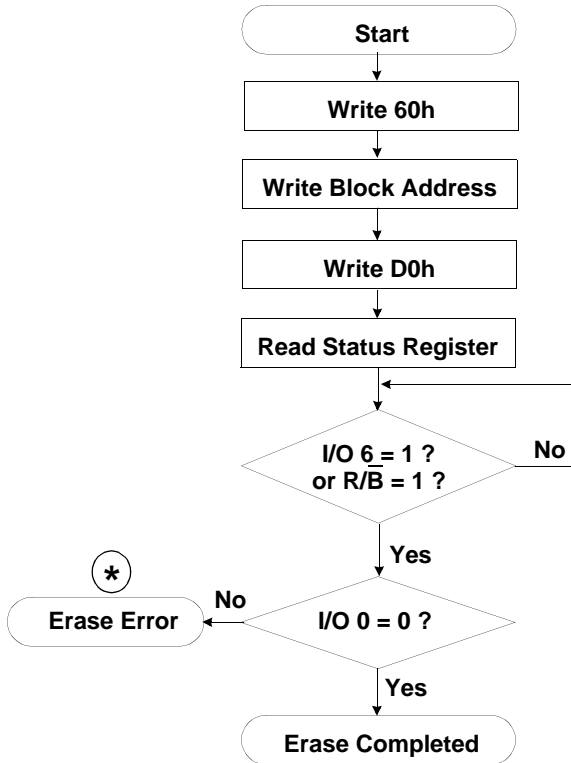 Start
Write 60h
Write Block Address
Write D0h
Read Status Register
I/O 6 = 1 ?
or R/B̅ = 1 ?
No
Yes
*
No
Erase Error
I/O 0 = 0 ?
Yes
Erase Completed